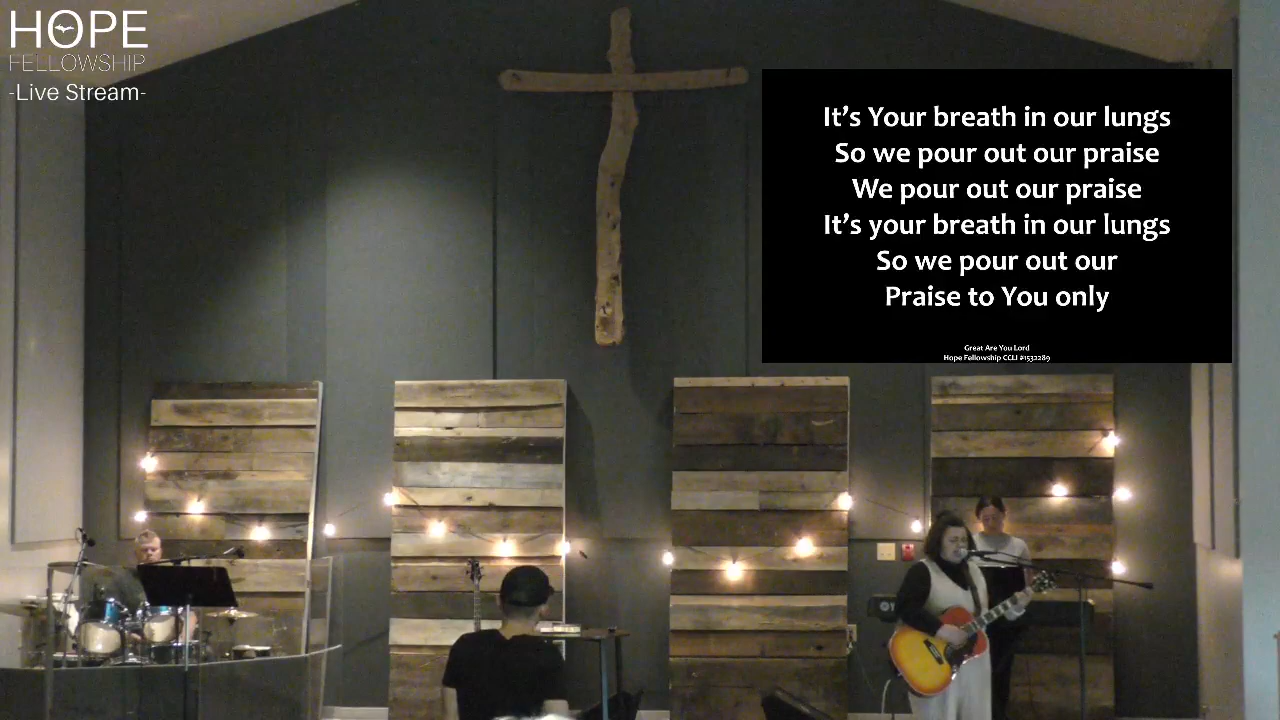 HOPE
FELLOWSHIP
-Live Stream-
It's Your breath in our lungs
So we pour out our praise
We pour out our praise
It's your breath in our lungs
So we pour out our
Praise to You only
Great Are You Lord
Hope Fellowship CCLI #1532289